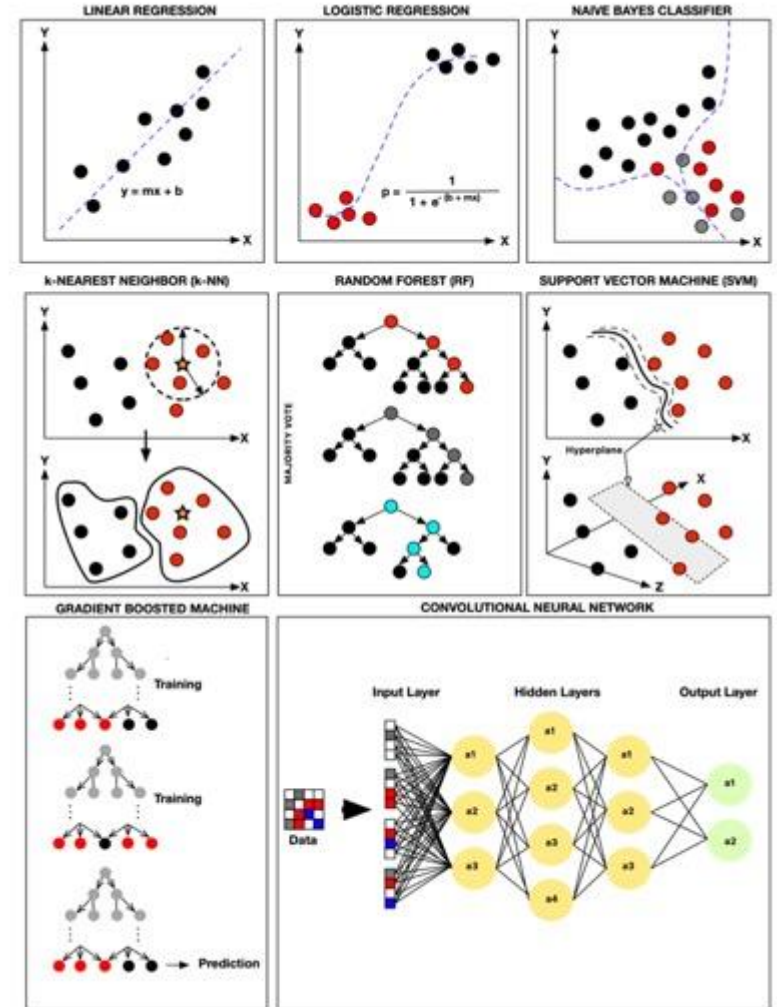 LINEAR REGRESSION
Y
y = mx + b
X
LOGISTIC REGRESSION
Y
p = 1 / 1 + e-(b + mx)
X
NAIVE BAYES CLASSIFIER
Y
X
k-NEAREST NEIGHBOR (k-NN)
Y
X
Y
X
RANDOM FOREST (RF)
MAJORITY VOTE
SUPPORT VECTOR MACHINE (SVM)
Y
X
Hyperplane
Y
X
Z
GRADIENT BOOSTED MACHINE
Training
Training
Prediction
CONVOLUTIONAL NEURAL NETWORK
Input Layer
Hidden Layers
Output Layer
Data
a1
a2
a3
a1
a2
a3
a4
a1
a2
a3
a1
a2